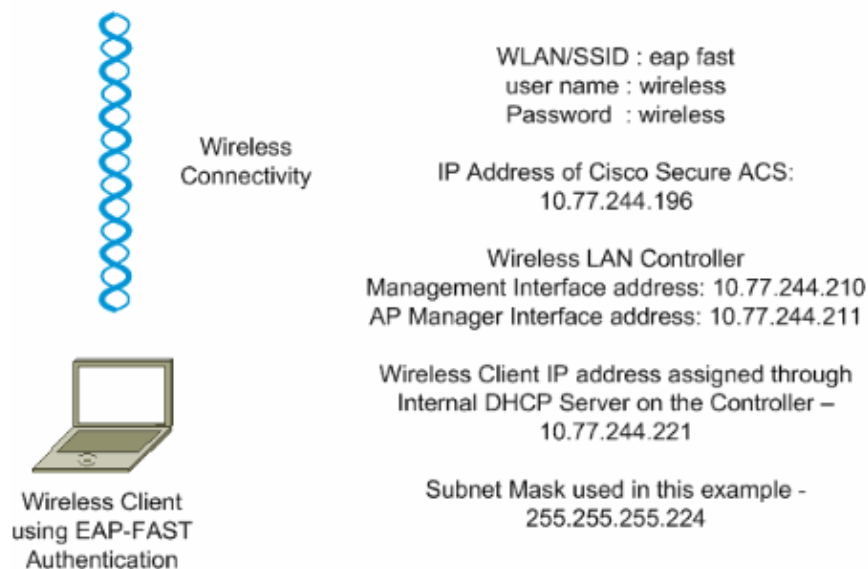 WLAN/SSID : eap fast
user name : wireless
Password : wireless
Wireless
Connectivity
IP Address of Cisco Secure ACS:
10.77.244.196
Wireless LAN Controller
Management Interface address: 10.77.244.210
AP Manager Interface address: 10.77.244.211
Wireless Client IP address assigned through
Internal DHCP Server on the Controller –
10.77.244.221
Subnet Mask used in this example -
255.255.255.224
Wireless Client
using EAP-FAST
Authentication